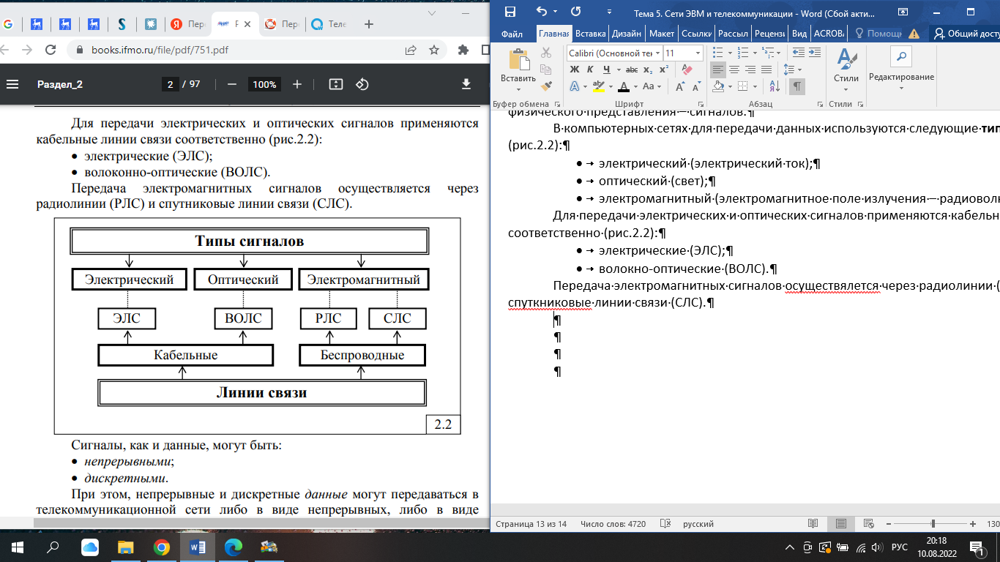 Пер
Р
Пер
Теле
books.ifmo.ru/file/pdf/751.pdf
Раздел_2
2 / 97
100%
Для передачи электрических и оптических сигналов применяются
кабельные линии связи соответственно (рис.2.2):
• электрические (ЭЛС);
• волоконно-оптические (ВОЛС).
Передача электромагнитных сигналов осуществляется через
радиолинии (РЛС) и спутниковые линии связи (СЛС).
Типы сигналов
Электрический Оптический Электромагнитный
ЭЛС ВОЛС РЛС СЛС
Кабельные Беспроводные
Линии связи
2.2
Сигналы, как и данные, могут быть:
• непрерывными;
• дискретными.
При этом, непрерывные и дискретные данные могут передаваться в
телекоммуникационной сети либо в виде непрерывных, либо в виде
Тема 5. Сети ЭВМ и телекоммуникации - Word (Сбой акти...
Файл Главная Вставка Дизайн Макет Ссылки Рассыл Рецензи Вид ACROBA Помощь Общий досту
Вставить
Буфер обмена
Calibri (Основной тек 11
Ж К Ч abc x₂ x²
Aa
Шрифт
Абзац
Стили
Стили
Редактирование
физического·представления·–·сигналов.¶
В·компьютерных·сетях·для·передачи·данных·используются·следующие·тип
(рис.2.2):¶
•→электрический·(электрический·ток);¶
•→оптический·(свет);¶
•→электромагнитный·(электромагнитное·поле·излучения·–·радиоволн
Для·передачи·электрических·и·оптических·сигналов·применяются·кабельн
соответственно·(рис.2.2):¶
•→электрические·(ЭЛС);¶
•→волокно-оптические·(ВОЛС).¶
Передача·электромагнитных·сигналов·осуществялется·через·радиолинии·(
спуткниковые·линии·связи·(СЛС).¶
¶
¶
¶
¶
Страница 13 из 14 Число слов: 4720 русский 130
РУС
20:18
10.08.2022
1